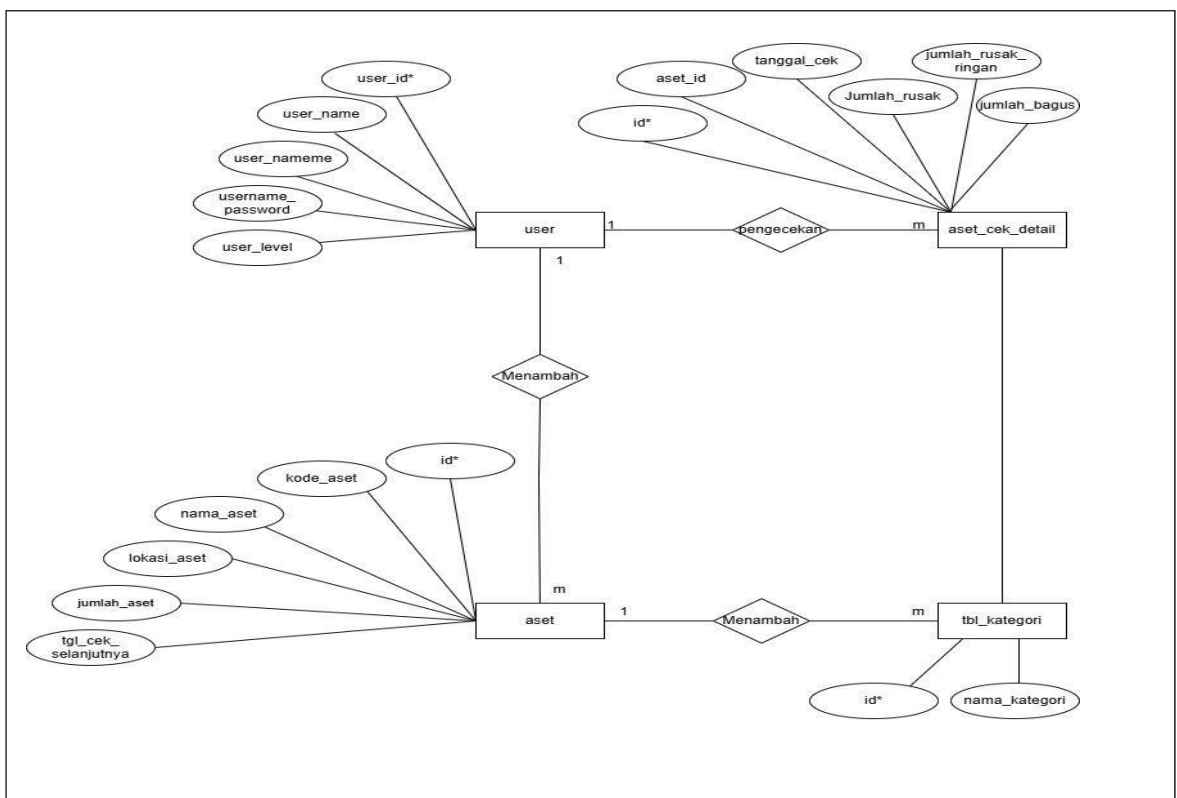 user_id*
user_name
user_nameme
username_
password
user_level
id*
aset_id
tanggal_cek
Jumlah_rusak
jumlah_rusak_
ringan
jumlah_bagus
user
1
pengecekan
m
aset_cek_detail
1
Menambah
m
id*
kode_aset
nama_aset
lokasi_aset
jumlah_aset
tgl_cek_
selanjutnya
aset
1
Menambah
m
tbl_kategori
id*
nama_kategori